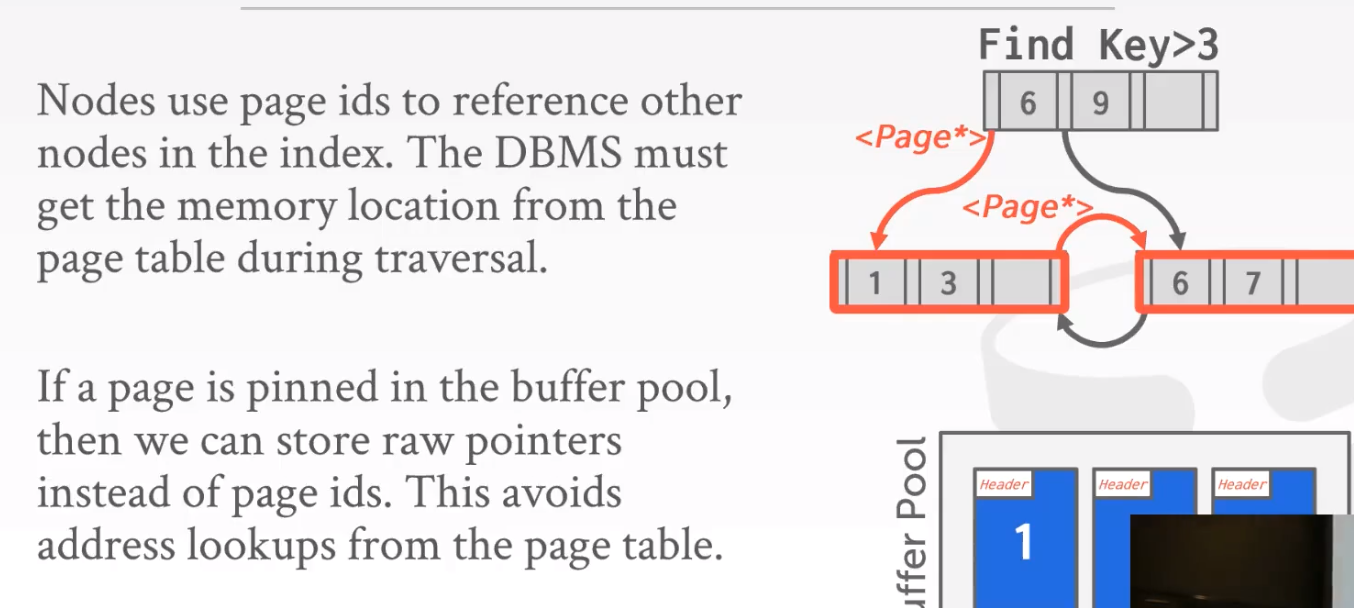 Find Key>3
Nodes use page ids to reference other
nodes in the index. The DBMS must
get the memory location from the
page table during traversal.
6 9
<Page*>
<Page*>
1 3
6 7
If a page is pinned in the buffer pool,
then we can store raw pointers
instead of page ids. This avoids
address lookups from the page table.
Pool
Header Header Header
1